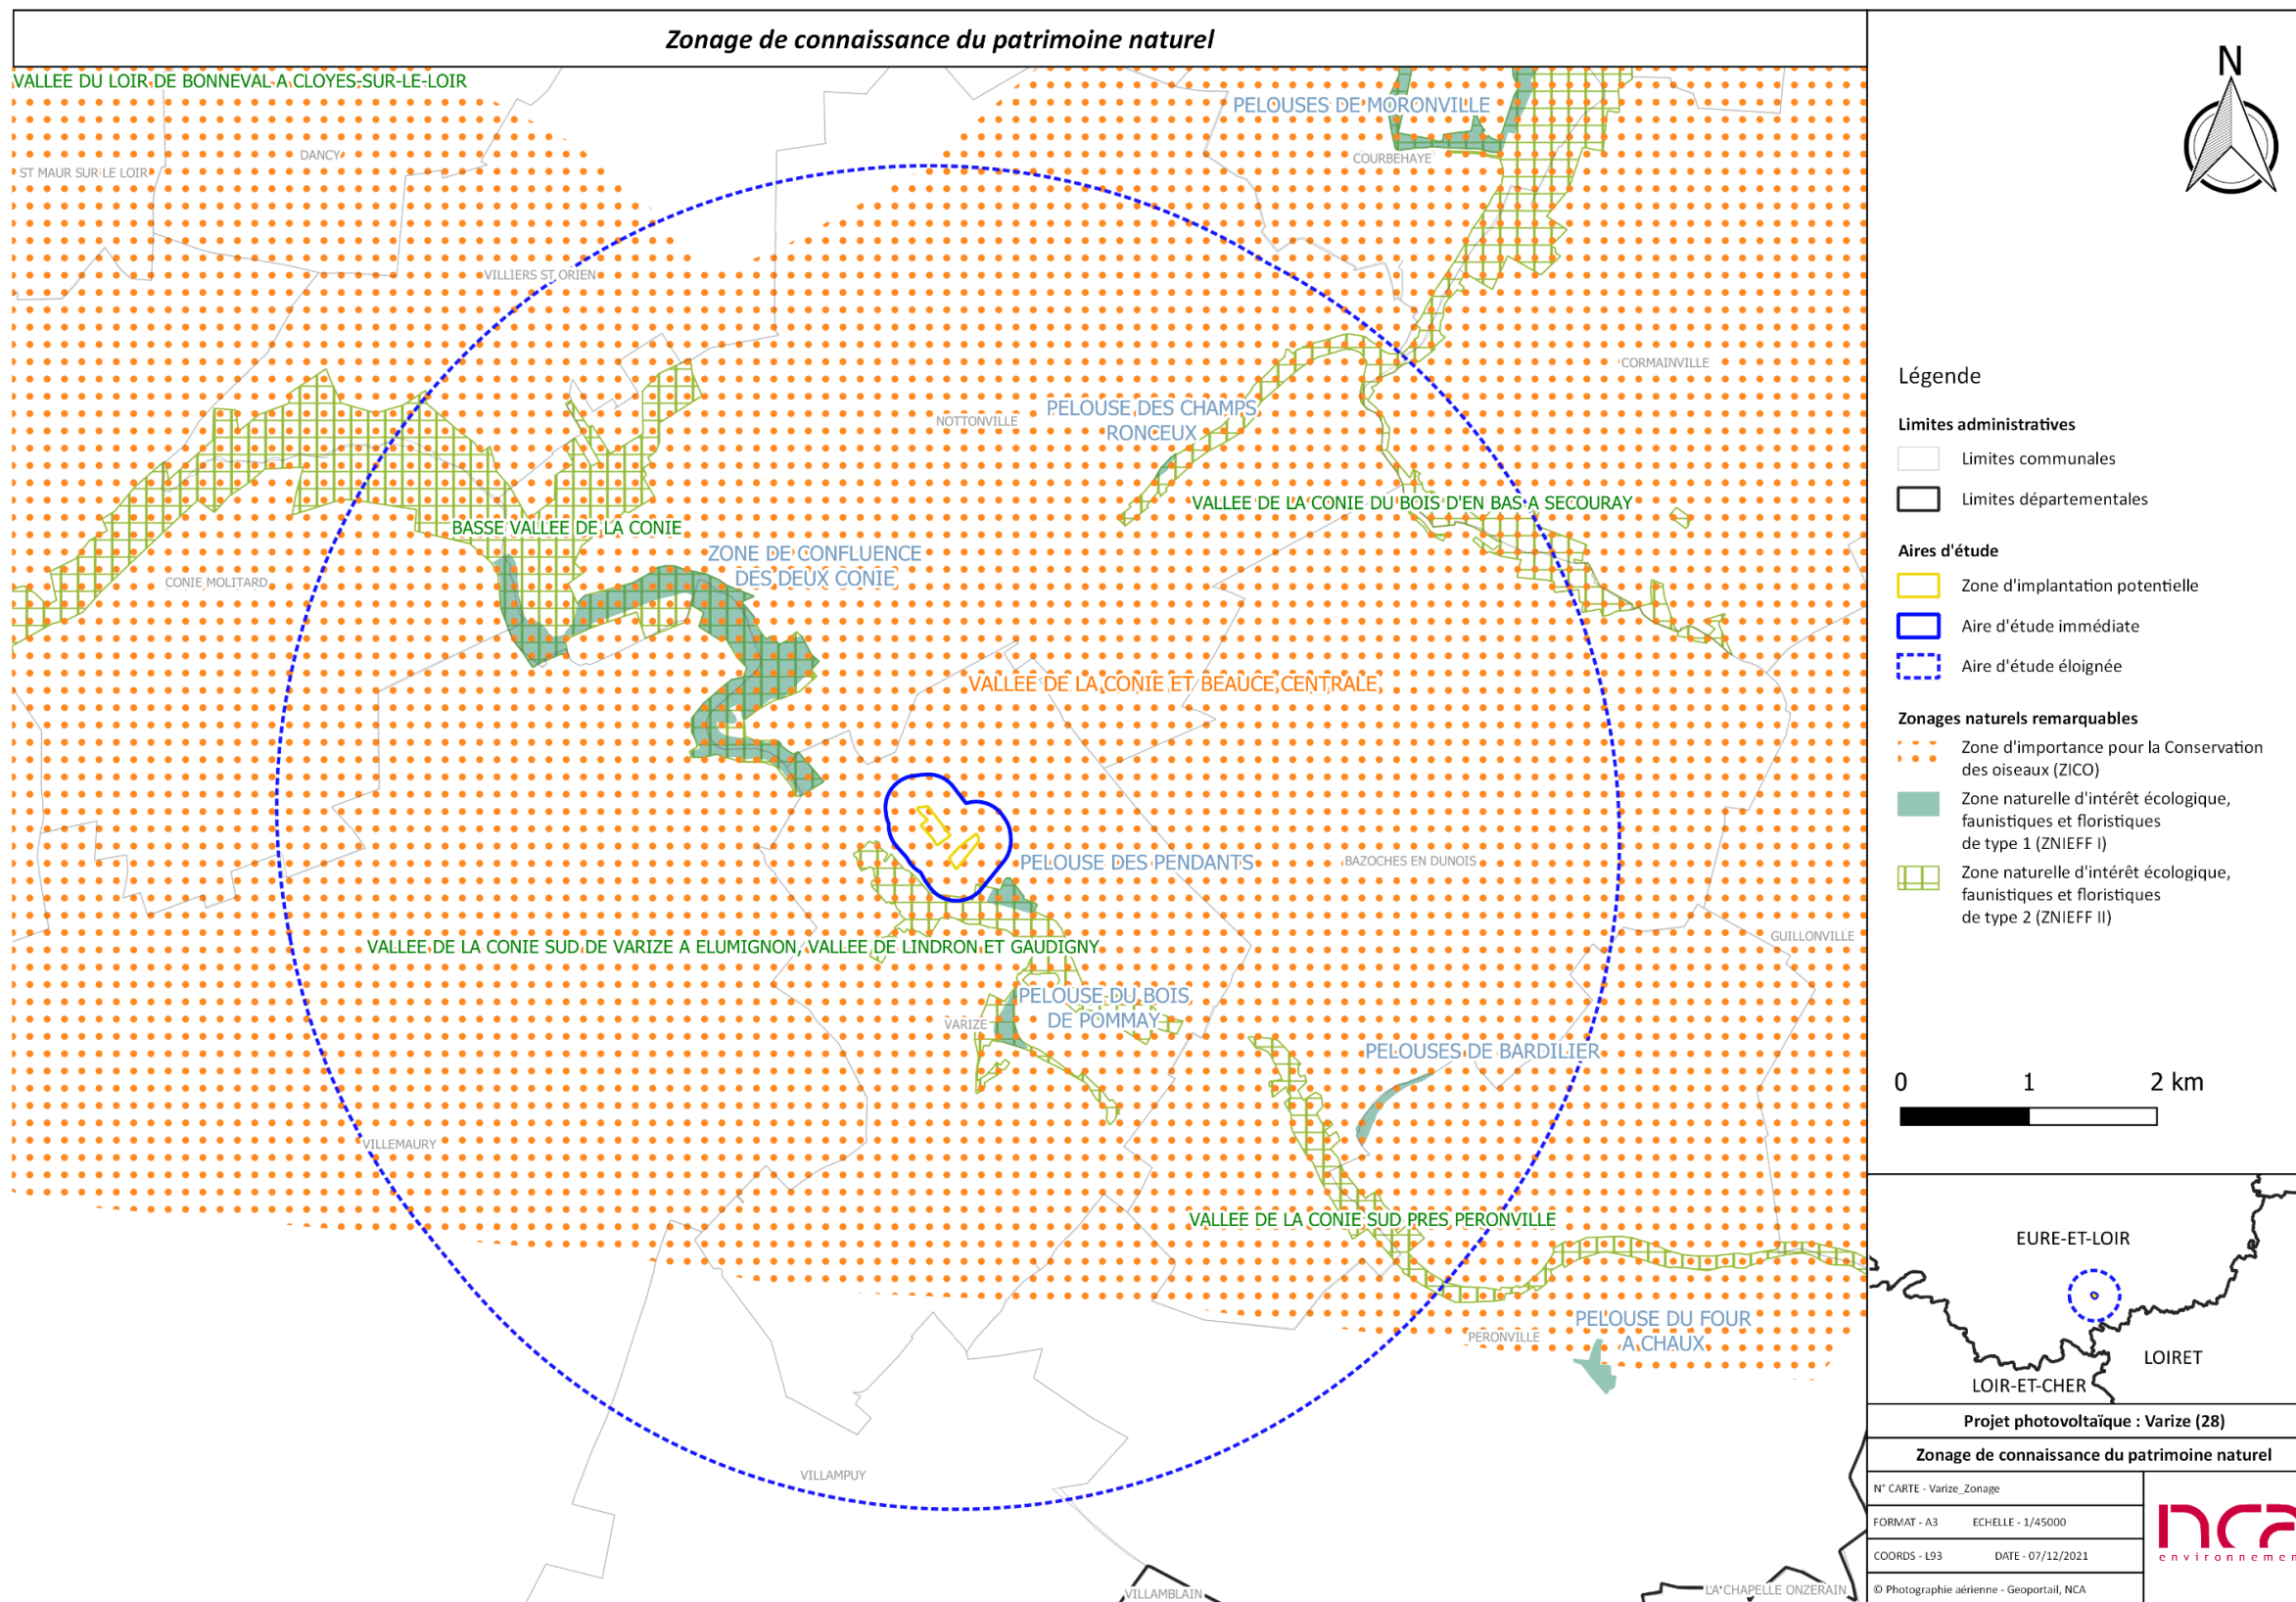 Zonage de connaissance du patrimoine naturel
VALLEE DU LOIR DE BONNEVAL A CLOYES-SUR-LE-LOIR
PELOUSES DE MORONVILLE
DANCY
COURBEHAYE
ST MAUR SUR LE LOIR
VILLIERS ST ORIEN
CORMAINVILLE
PELOUSE DES CHAMPS
RONCEUX
NOTTONVILLE
VALLEE DE LA CONIE DU BOIS D'EN BAS A SECOURAY
BASSE VALLEE DE LA CONIE
ZONE DE CONFLUENCE
DES DEUX CONIE
CONIE MOLITARD
VALLEE DE LA CONIE ET BEAUCE CENTRALE
PELOUSE DES PENDANTS
BAZOCHES EN DUNOIS
GUILLONVILLE
VALLEE DE LA CONIE SUD DE VARIZE A ELUMIGNON, VALLEE DE LINDRON ET GAUDIGNY
PELOUSE DU BOIS
DE POMMAY
VARIZE
PELOUSES DE BARDILIER
VILLEMAURY
VALLEE DE LA CONIE SUD PRES PERONVILLE
PELOUSE DU FOUR
A CHAUX
PERONVILLE
VILLAMPUY
VILLAMBLAIN
LA CHAPELLE ONZERAIN
N
Légende
Limites administratives
Limites communales
Limites départementales
Aires d'étude
Zone d'implantation potentielle
Aire d'étude immédiate
Aire d'étude éloignée
Zonages naturels remarquables
Zone d'importance pour la Conservation
des oiseaux (ZICO)
Zone naturelle d'intérêt écologique,
faunistiques et floristiques
de type 1 (ZNIEFF I)
Zone naturelle d'intérêt écologique,
faunistiques et floristiques
de type 2 (ZNIEFF II)
0 1 2 km
EURE-ET-LOIR
LOIRET
LOIR-ET-CHER
Projet photovoltaïque : Varize (28)
Zonage de connaissance du patrimoine naturel
N° CARTE - Varize_Zonage
FORMAT - A3 ECHELLE - 1/45000
COORDS - L93 DATE - 07/12/2021
© Photographie aérienne - Geoportail, NCA
nca
environnemen